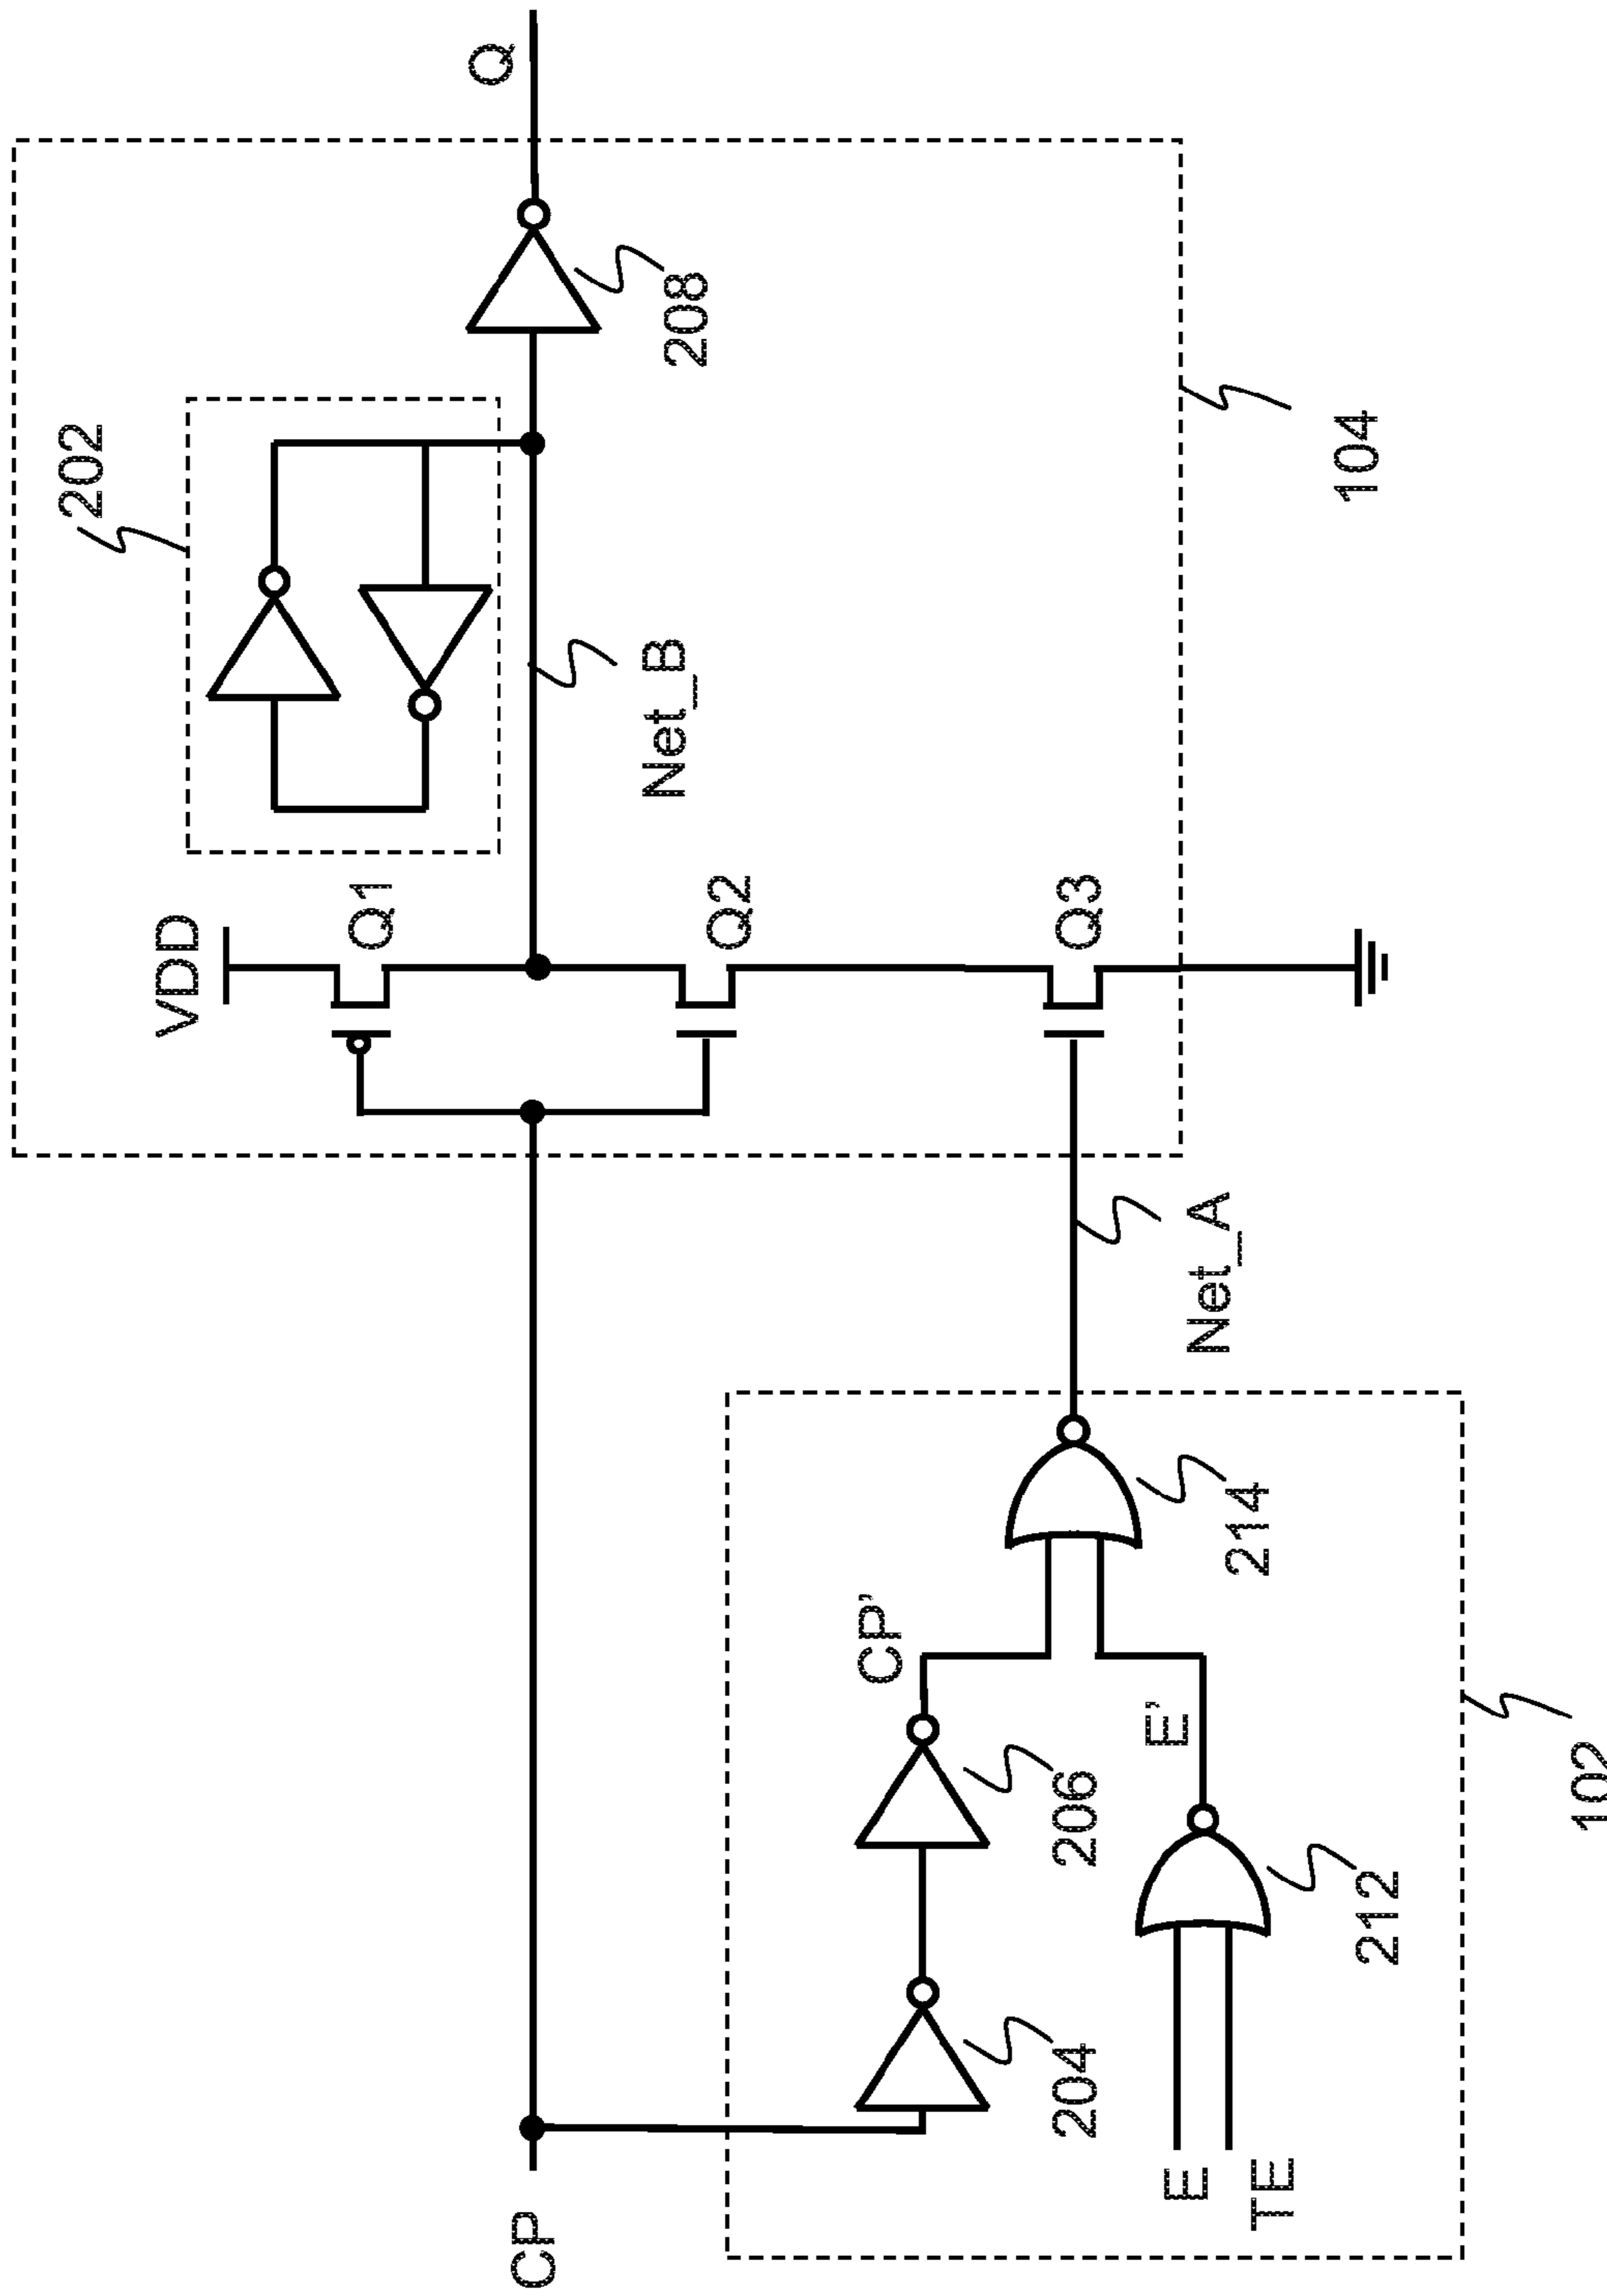 202
VDD
Q1
Q
Q2
208
Net_B
Q3
104
CP
CP'
Net_A
204
206
E'
214
E
TE
212
102